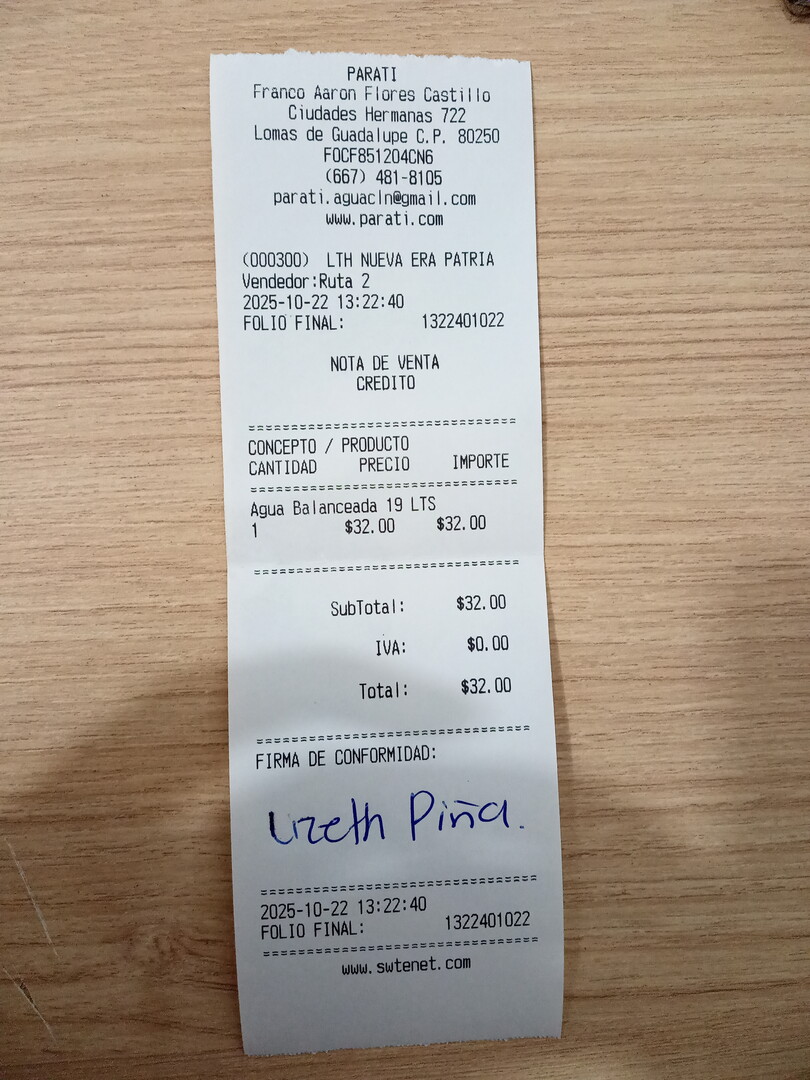 PARATI
Franco Aaron Flores Castillo
Ciudades Hermanas 722
Lomas de Guadalupe C.P. 80250
FOCF851204CN6
(667) 481-8105
parati.aguacln@gmail.com
www.parati.com
(000300) LTH NUEVA ERA PATRIA
Vendedor:Ruta 2
2025-10-22 13:22:40
FOLIO FINAL: 1322401022
NOTA DE VENTA
CREDITO
==============================
CONCEPTO / PRODUCTO
CANTIDAD PRECIO IMPORTE
==============================
Agua Balanceada 19 LTS
1 $32.00 $32.00
==============================
SubTotal: $32.00
IVA: $0.00
Total: $32.00
==============================
FIRMA DE CONFORMIDAD:
Lizeth Piña.
==============================
2025-10-22 13:22:40
FOLIO FINAL: 1322401022
==============================
www.swtenet.com